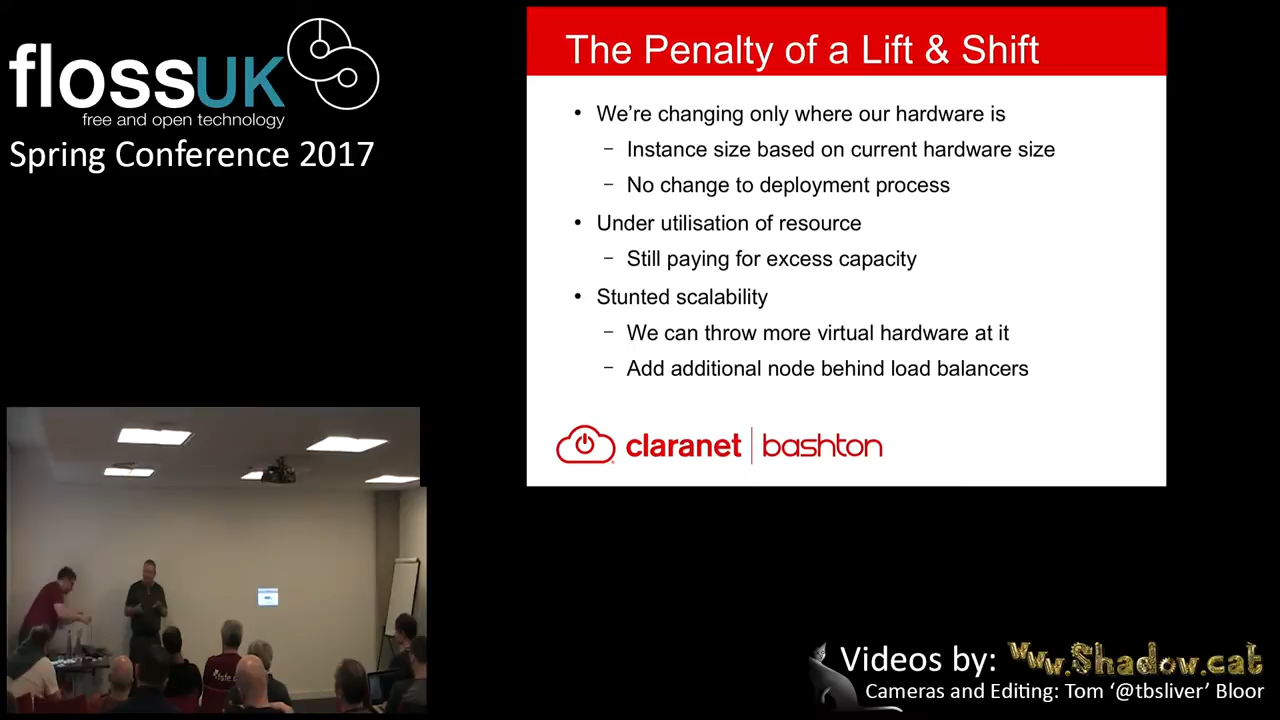 flossUK
free and open technology
Spring Conference 2017
The Penalty of a Lift & Shift
• We're changing only where our hardware is
– Instance size based on current hardware size
– No change to deployment process
• Under utilisation of resource
– Still paying for excess capacity
• Stunted scalability
– We can throw more virtual hardware at it
– Add additional node behind load balancers
claranet | bashton
fsfe
Videos by: www.Shadow.cat
Cameras and Editing: Tom ‘@tbsliver’ Bloor